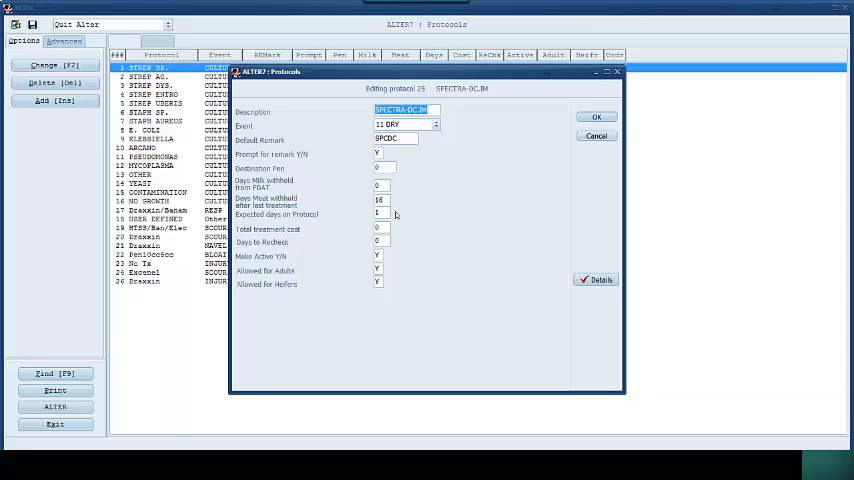 Quit Alter
ALTER7 : Protocols
Options
Advanced
### Protocol Event REMark Prompt Pen Milk Meat Days Cost ReChk Active Adult Heifr Ordr
Change [F2]
Delete [Del]
Add [Ins]
Find [F9]
Print
ALTER
Exit
1 STREP SP. CULTU
2 STREP AG. CULTU
3 STREP DYS. CULTU
4 STREP ENTRO CULTU
5 STREP UBERIS CULTU
6 STAPH SP. CULTU
7 STAPH AUREUS CULTU
8 E. COLI CULTU
9 KLEBSIELLA CULTU
10 ARCANO CULTU
11 PSEUDOMONAS CULTU
12 MYCOPLASMA CULTU
13 OTHER CULTU
14 YEAST CULTU
15 CONTAMINATION CULTU
16 NO GROWTH CULTU
17 Draxxin/Banam RESP
18 USER DEFINED Other
19 HTSS/Ban/Elec SCOUR
20 Draxxin SCOUR
21 Draxxin NAVEL
22 Pen10cc5cc BLOAT
23 No Tx INJUR
24 Excenel SCOUR
26 Draxxin INJUR
ALTER7 : Protocols
Editing protocol 25 SPECTRA-DC.IM
Description SPECTRA-DC.IM
Event 11 DRY
Default Remark SPCDC
Prompt for remark Y/N Y
Destination Pen 0
Days Milk withhold
from FDAT 0
Days Meat withhold
after last treatment 16
Expected days on Protocol 1
Total treatment cost 0
Days to Recheck 0
Make Active Y/N Y
Allowed for Adults Y
Allowed for Heifers Y
OK
Cancel
Details